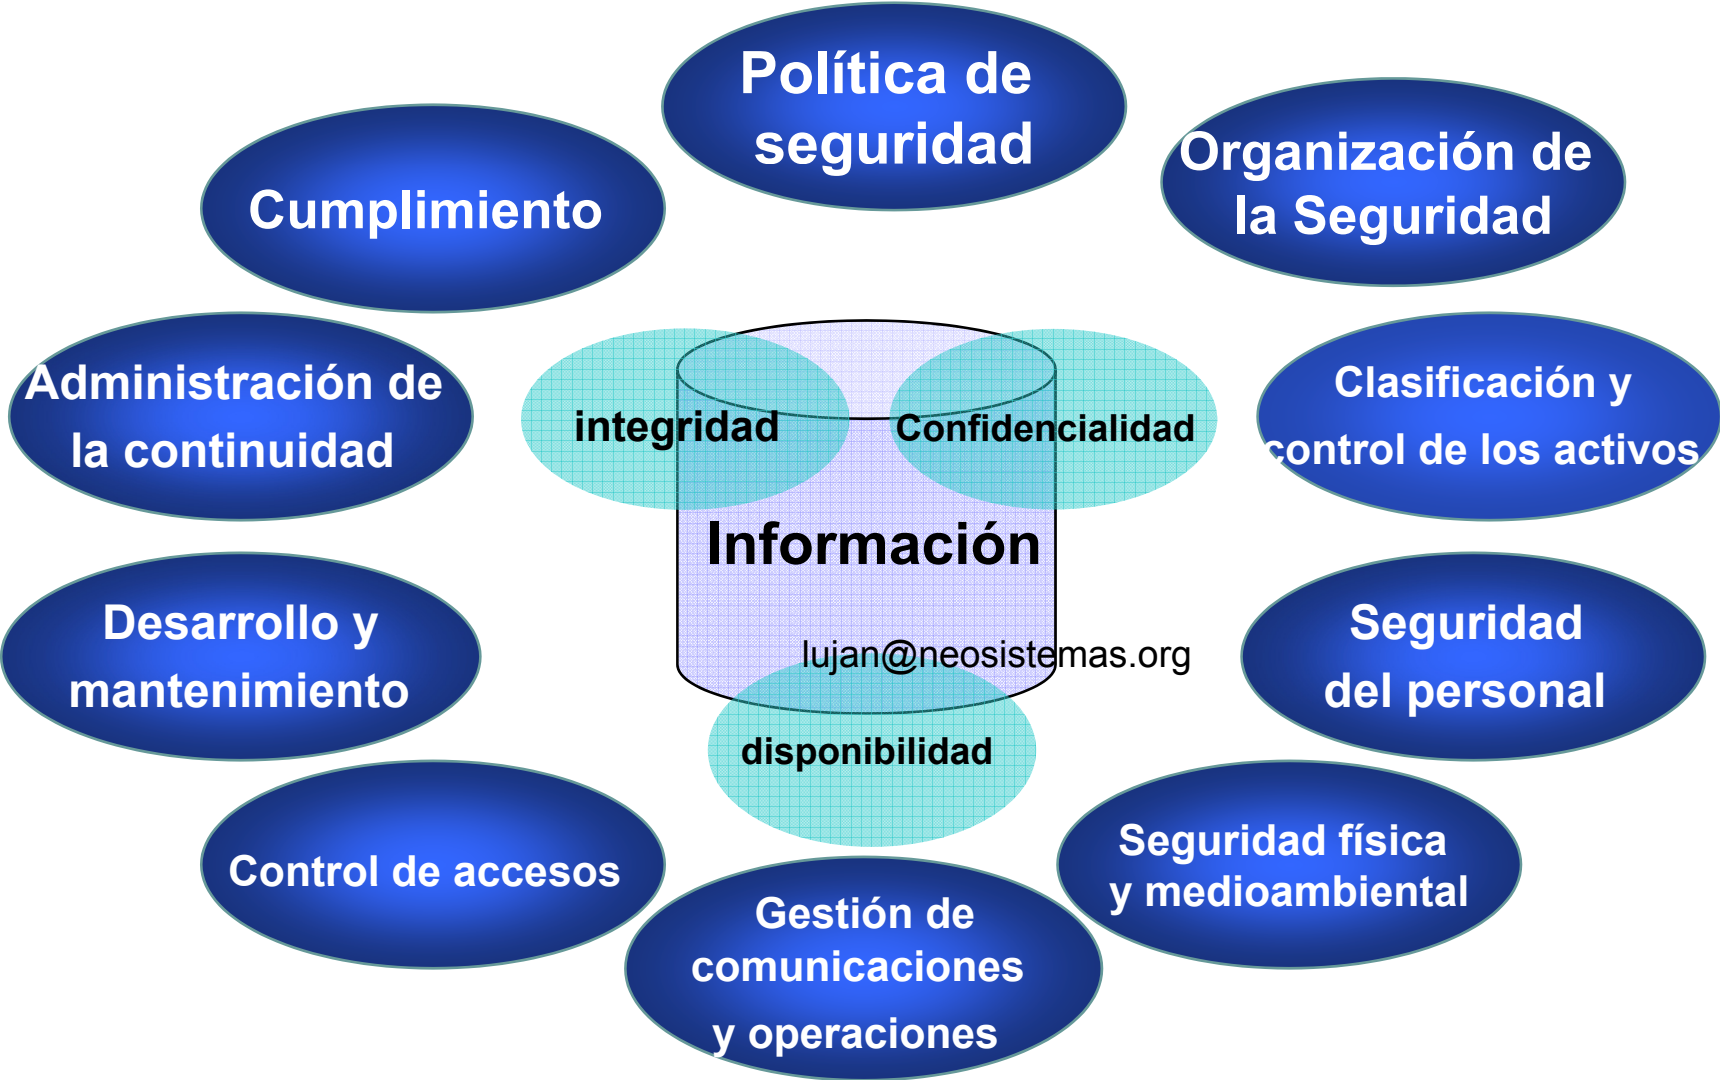 Política de
seguridad
Organización de
la Seguridad
Cumplimiento
Administración de
la continuidad
integridad
Confidencialidad
Clasificación y
control de los activos
Información
Desarrollo y
mantenimiento
lujan@neosistemas.org
Seguridad
del personal
disponibilidad
Control de accesos
Seguridad física
y medioambiental
Gestión de
comunicaciones
y operaciones